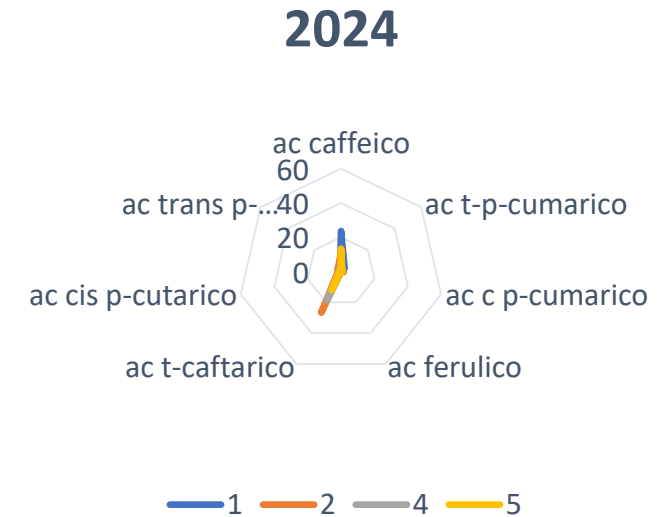 2024
ac caffeico
60
ac trans p-...
40
ac t-p-cumarico
20
0
ac cis p-cutarico
ac c p-cumarico
ac t-caftarico
ac ferulico
1 2 4 5